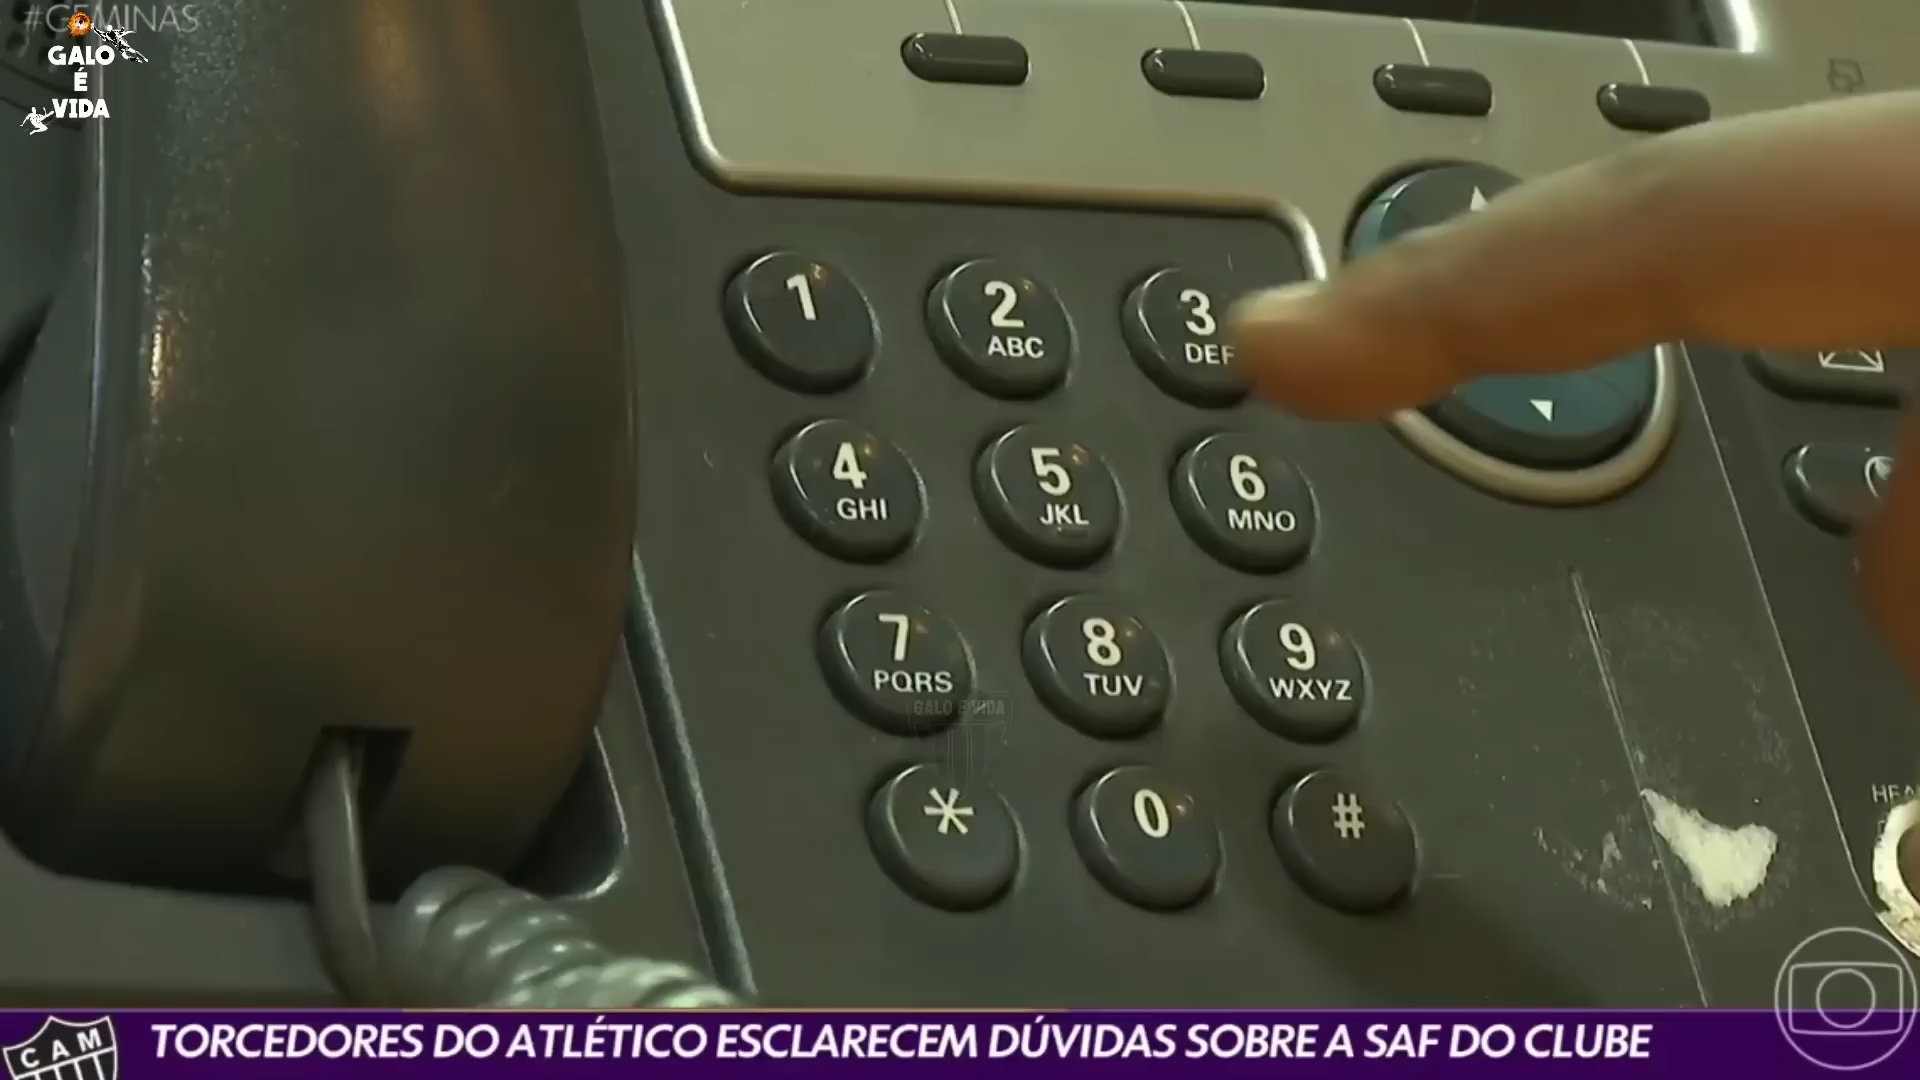 #GEMINAS
GALO
É
VIDA
1
2
ABC
3
DEF
4
GHI
5
JKL
6
MNO
7
PQRS
8
TUV
9
WXYZ
GALO É VIDA
*
0
#
CAM
TORCEDORES DO ATLÉTICO ESCLARECEM DÚVIDAS SOBRE A SAF DO CLUBE